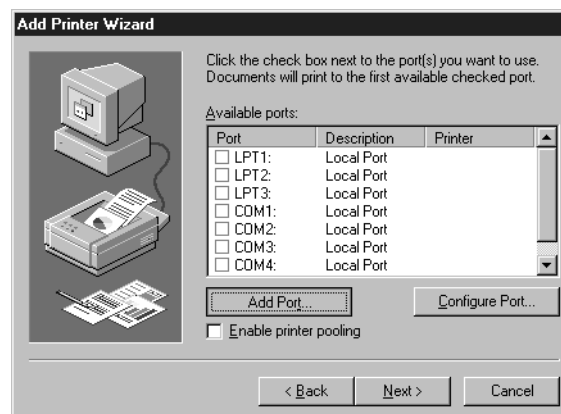 Add Printer Wizard
Click the check box next to the port(s) you want to use.
Documents will print to the first available checked port.
Available ports:
Port Description Printer
LPT1: Local Port
LPT2: Local Port
LPT3: Local Port
COM1: Local Port
COM2: Local Port
COM3: Local Port
COM4: Local Port
Add Port... Configure Port...
Enable printer pooling
< Back Next > Cancel